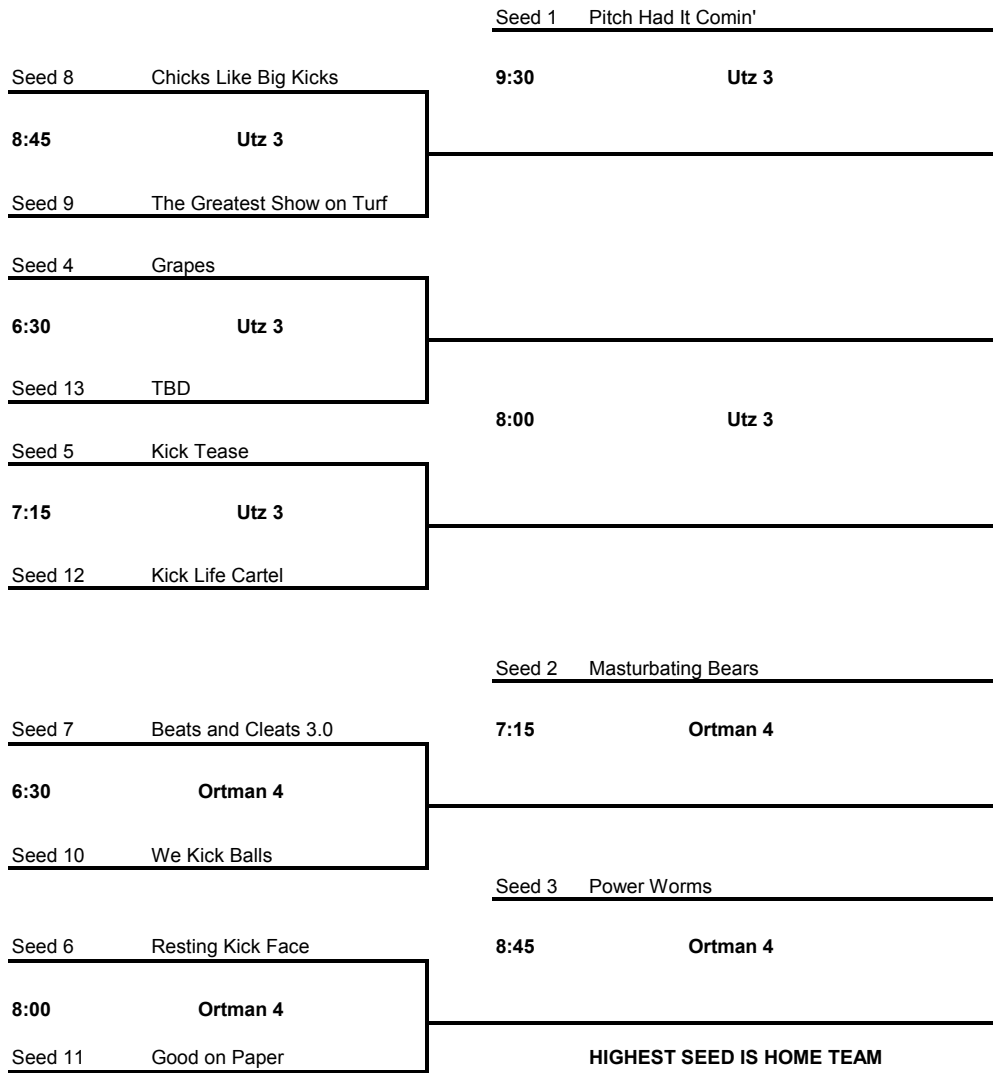 Seed 1 Pitch Had It Comin'
Seed 8 Chicks Like Big Kicks 9:30 Utz 3
8:45 Utz 3
Seed 9 The Greatest Show on Turf
Seed 4 Grapes
6:30 Utz 3
Seed 13 TBD
8:00 Utz 3
Seed 5 Kick Tease
7:15 Utz 3
Seed 12 Kick Life Cartel
Seed 2 Masturbating Bears
Seed 7 Beats and Cleats 3.0 7:15 Ortman 4
6:30 Ortman 4
Seed 10 We Kick Balls
Seed 3 Power Worms
Seed 6 Resting Kick Face 8:45 Ortman 4
8:00 Ortman 4
Seed 11 Good on Paper HIGHEST SEED IS HOME TEAM